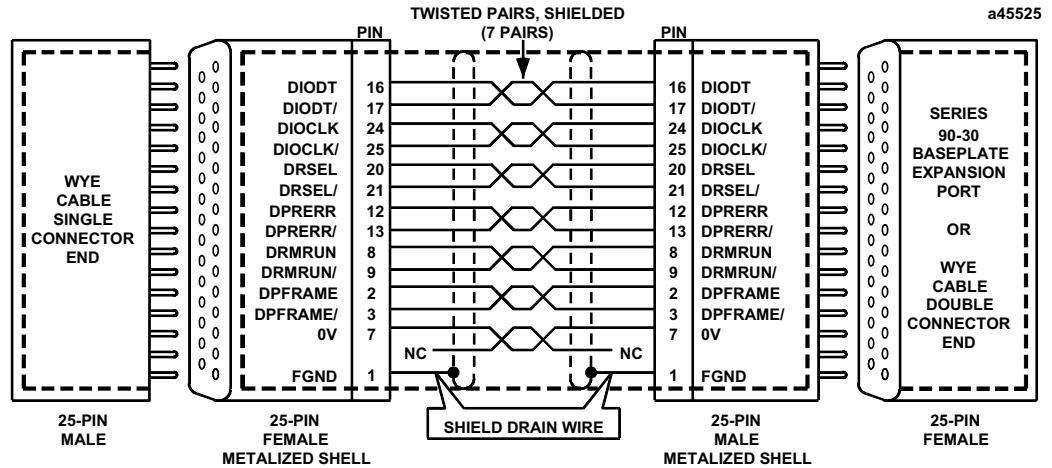 a45525
TWISTED PAIRS, SHIELDED
(7 PAIRS)
PIN
PIN
WYE
CABLE
SINGLE
CONNECTOR
END
DIODT 16
DIODT/ 17
DIOCLK 24
DIOCLK/ 25
DRSEL 20
DRSEL/ 21
DPRERR 12
DPRERR/ 13
DRMRUN 8
DRMRUN/ 9
DPFRAME 2
DPFRAME/ 3
0V 7
FGND 1
NC
NC
16 DIODT
17 DIODT/
24 DIOCLK
25 DIOCLK/
20 DRSEL
21 DRSEL/
12 DPRERR
13 DPRERR/
8 DRMRUN
9 DRMRUN/
2 DPFRAME
3 DPFRAME/
7 0V
1 FGND
SERIES
90-30
BASEPLATE
EXPANSION
PORT
OR
WYE
CABLE
DOUBLE
CONNECTOR
END
SHIELD DRAIN WIRE
25-PIN
MALE
25-PIN
FEMALE
METALIZED SHELL
25-PIN
MALE
METALIZED SHELL
25-PIN
FEMALE